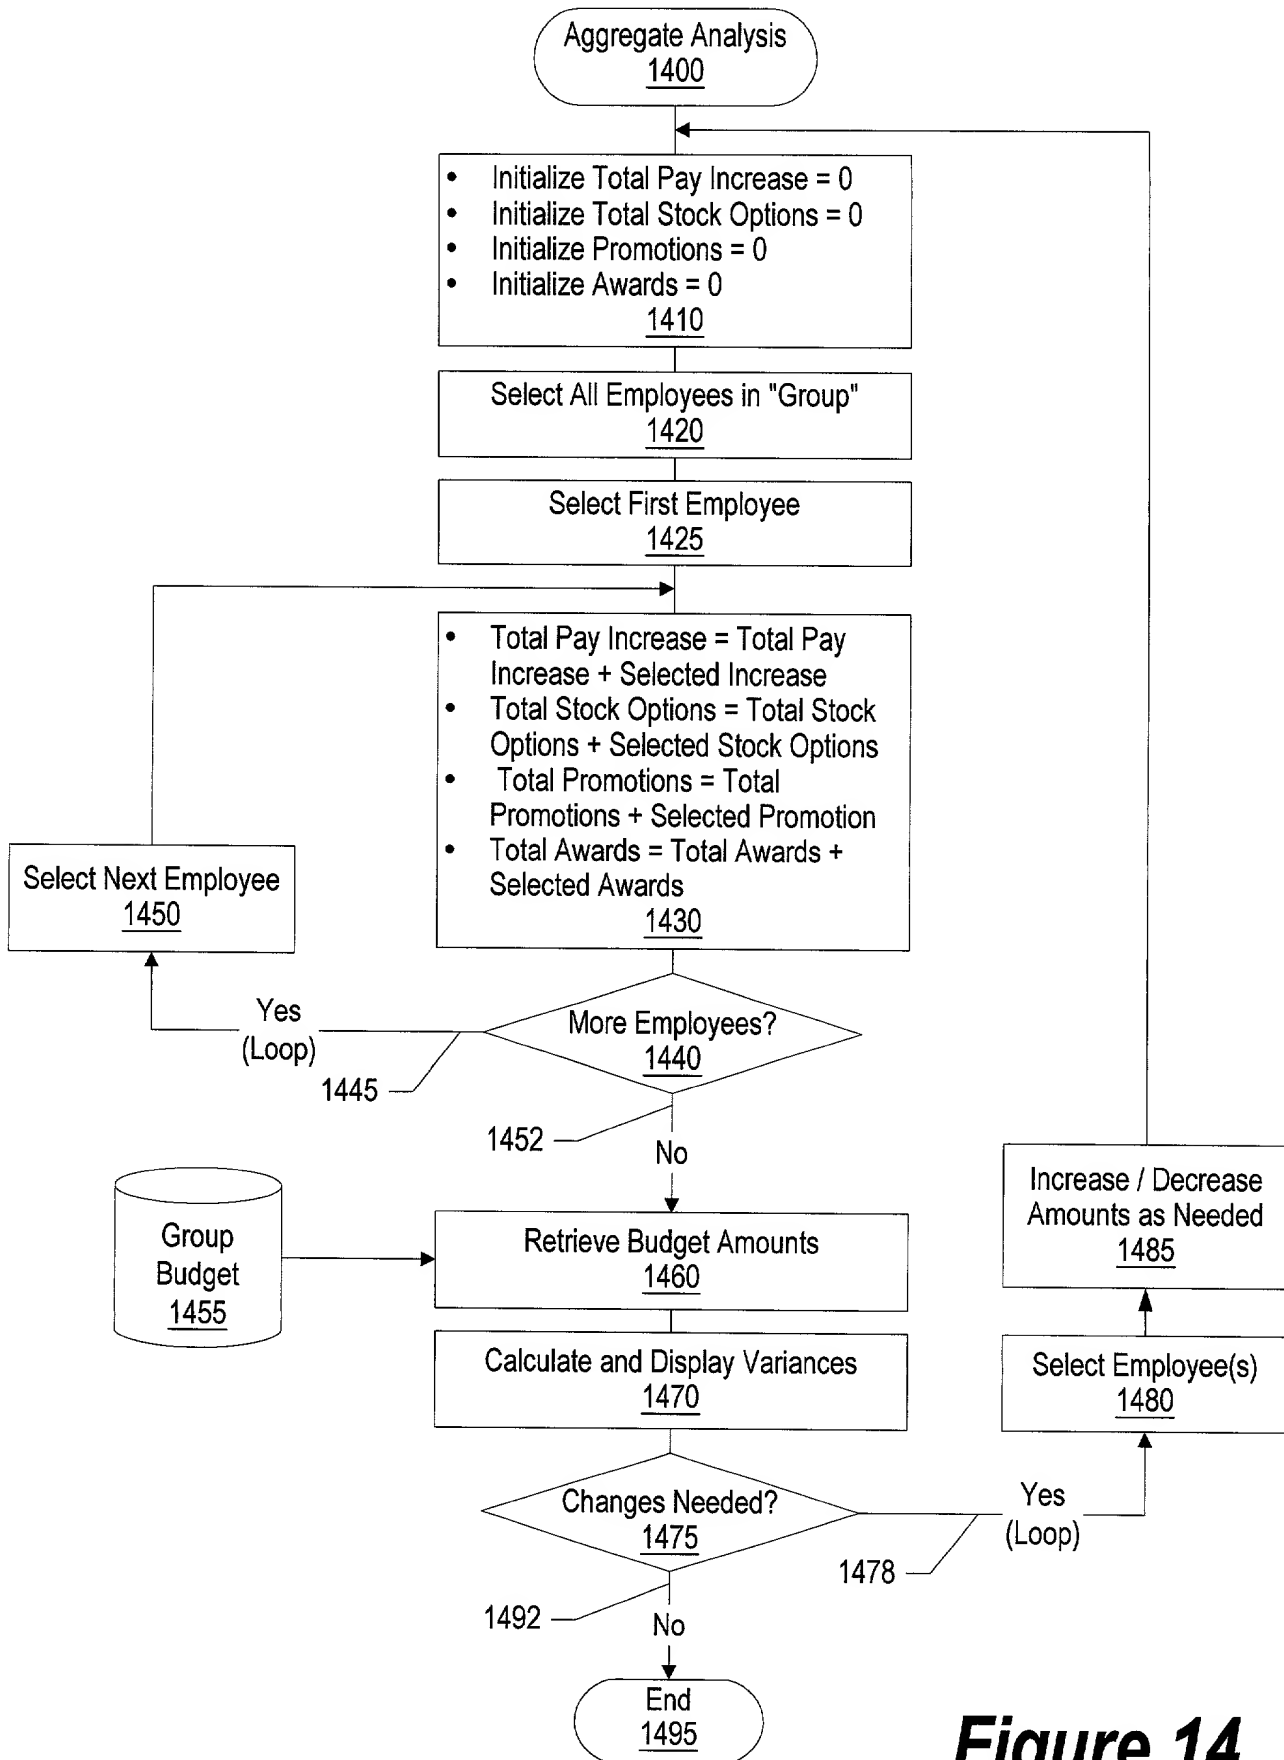 Aggregate Analysis
1400
• Initialize Total Pay Increase = 0
• Initialize Total Stock Options = 0
• Initialize Promotions = 0
• Initialize Awards = 0
1410
Select All Employees in "Group"
1420
Select First Employee
1425
• Total Pay Increase = Total Pay
Increase + Selected Increase
• Total Stock Options = Total Stock
Options + Selected Stock Options
• Total Promotions = Total
Promotions + Selected Promotion
• Total Awards = Total Awards +
Selected Awards
1430
Select Next Employee
1450
Yes
(Loop)
1445
More Employees?
1440
1452
No
Group
Budget
1455
Retrieve Budget Amounts
1460
Increase / Decrease
Amounts as Needed
1485
Calculate and Display Variances
1470
Select Employee(s)
1480
Changes Needed?
1475
Yes
(Loop)
1478
1492
No
End
1495
Figure 14